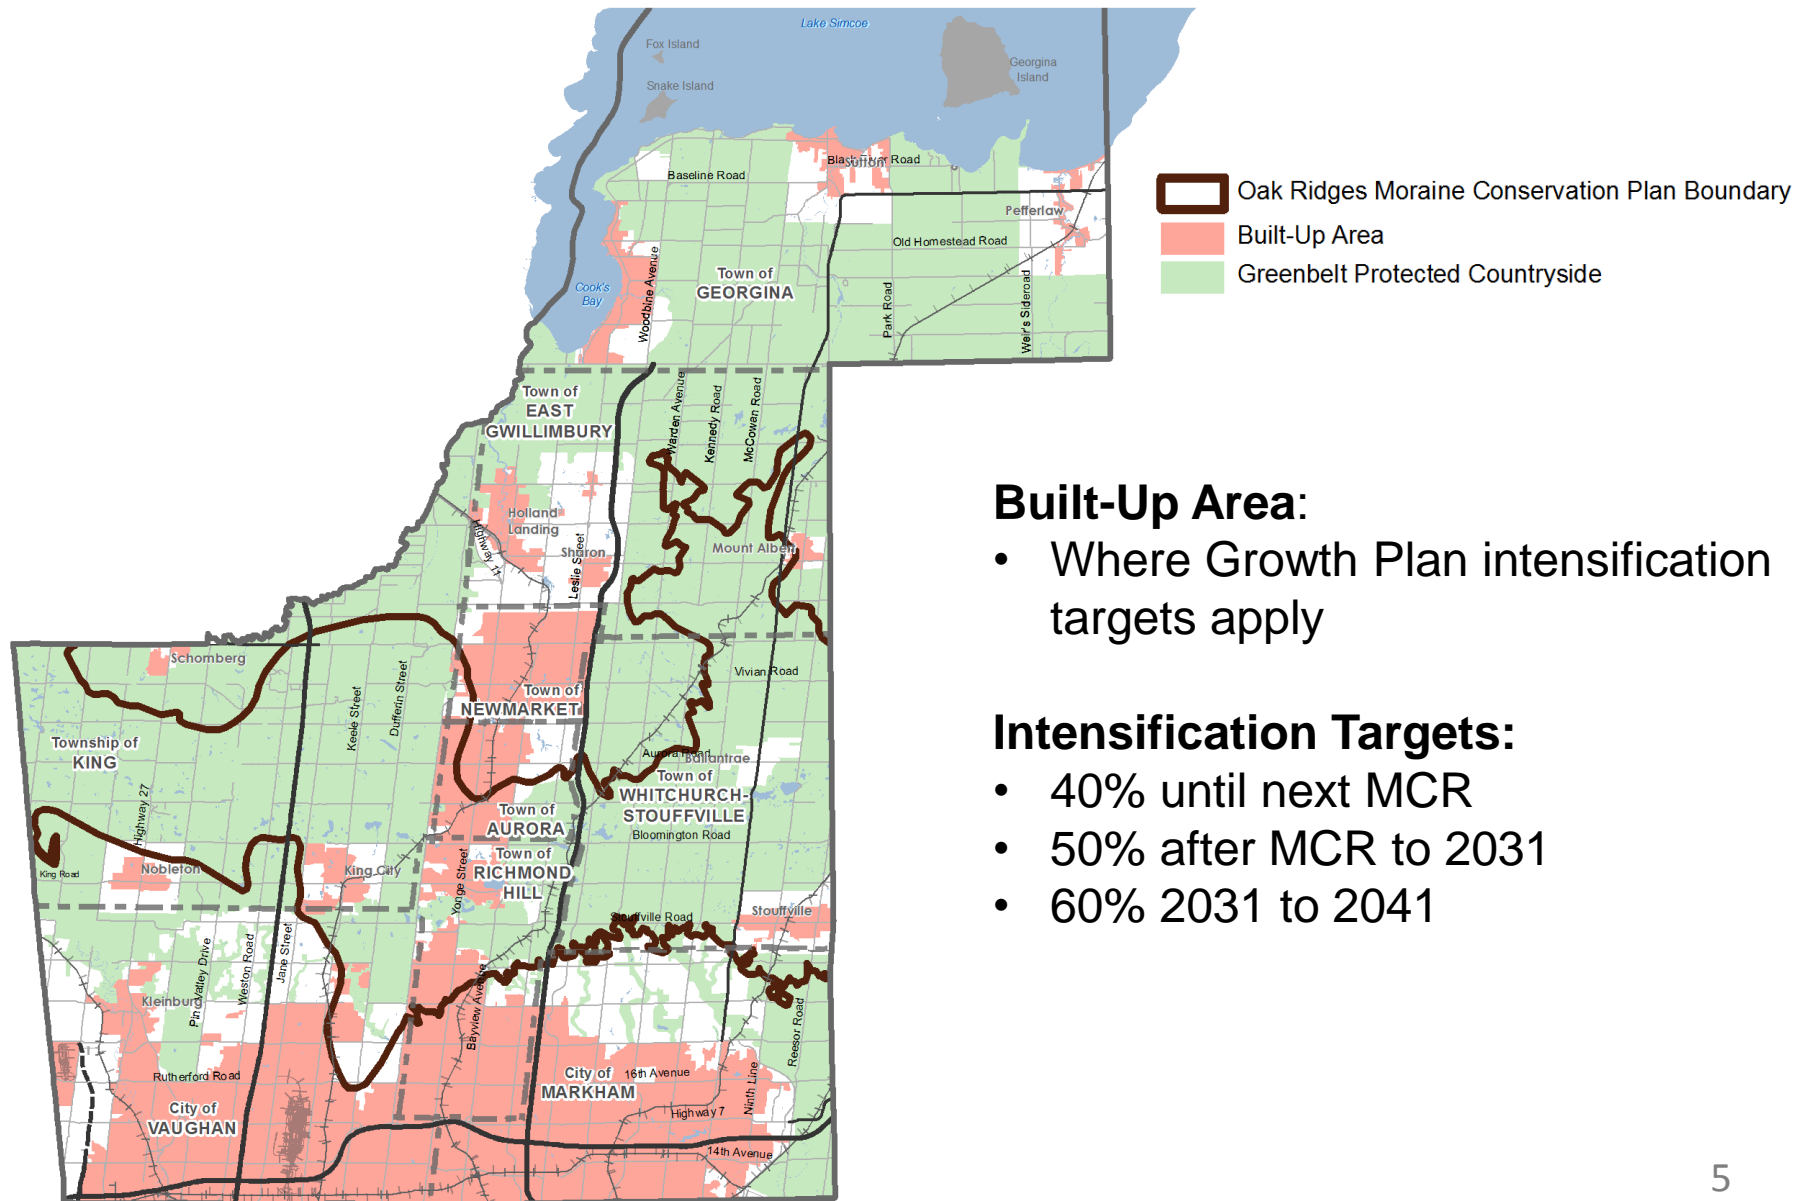 Lake Simcoe
Fox Island
Georgina
Island
Snake Island
Black River Road
Sutton
Baseline Road
Pefferlaw
Old Homestead Road
Woodbine Avenue
Town of
GEORGINA
Cook's
Bay
Park Road
Weir's Sideroad
Town of
EAST
GWILLIMBURY
Warden Avenue
Kennedy Road
McCowan Road
Holland
Landing
Highway 11
Sharon
Leslie Street
Mount Albert
Schomberg
Vivian Road
Keele Street
Dufferin Street
Town of
NEWMARKET
Township of
KING
Aurora Road
Ballantrae
Town of
WHITCHURCH-
STOUFFVILLE
Highway 27
Town of
AURORA
Bloomington Road
Town of
RICHMOND
HILL
King Road
Nobleton
King City
Yonge Street
Stouffville Road
Stouffville
Pine Valley Drive
Weston Road
Jane Street
Kleinburg
Bayview Avenue
Reesor Road
Rutherford Road
City of
MARKHAM
16th Avenue
Ninth Line
City of
VAUGHAN
Highway 7
14th Avenue
Oak Ridges Moraine Conservation Plan Boundary
Built-Up Area
Greenbelt Protected Countryside
Built-Up Area:
• Where Growth Plan intensification
targets apply
Intensification Targets:
• 40% until next MCR
• 50% after MCR to 2031
• 60% 2031 to 2041
5